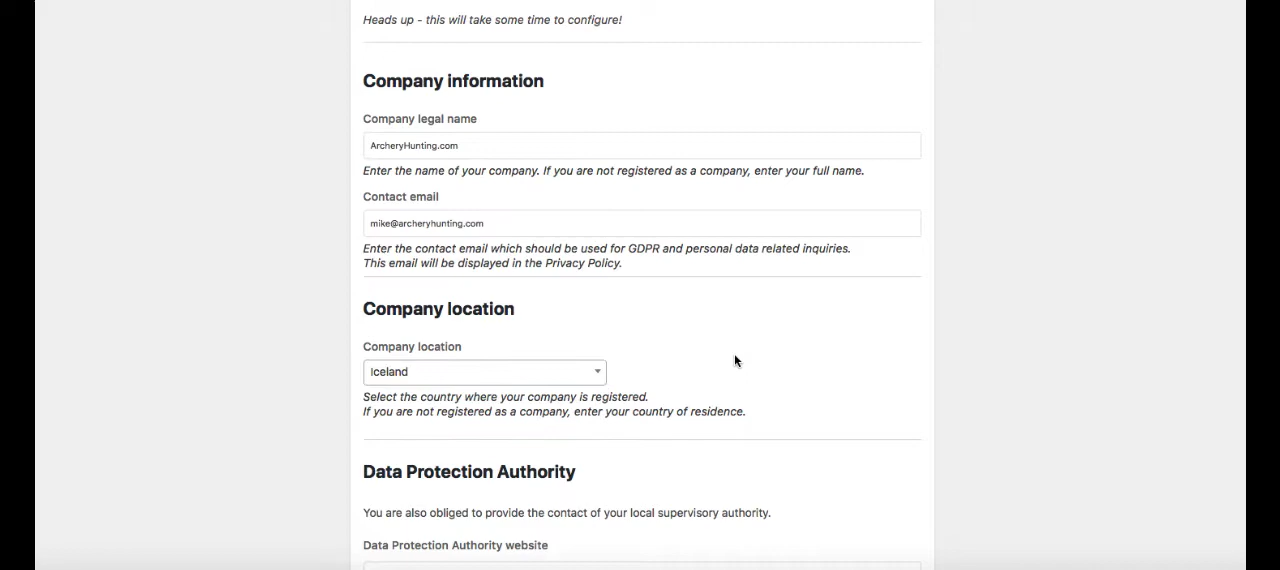 Heads up - this will take some time to configure!
Company information
Company legal name
ArcheryHunting.com
Enter the name of your company. If you are not registered as a company, enter your full name.
Contact email
mike@archeryhunting.com
Enter the contact email which should be used for GDPR and personal data related inquiries.
This email will be displayed in the Privacy Policy.
Company location
Company location
Iceland
Select the country where your company is registered.
If you are not registered as a company, enter your country of residence.
Data Protection Authority
You are also obliged to provide the contact of your local supervisory authority.
Data Protection Authority website